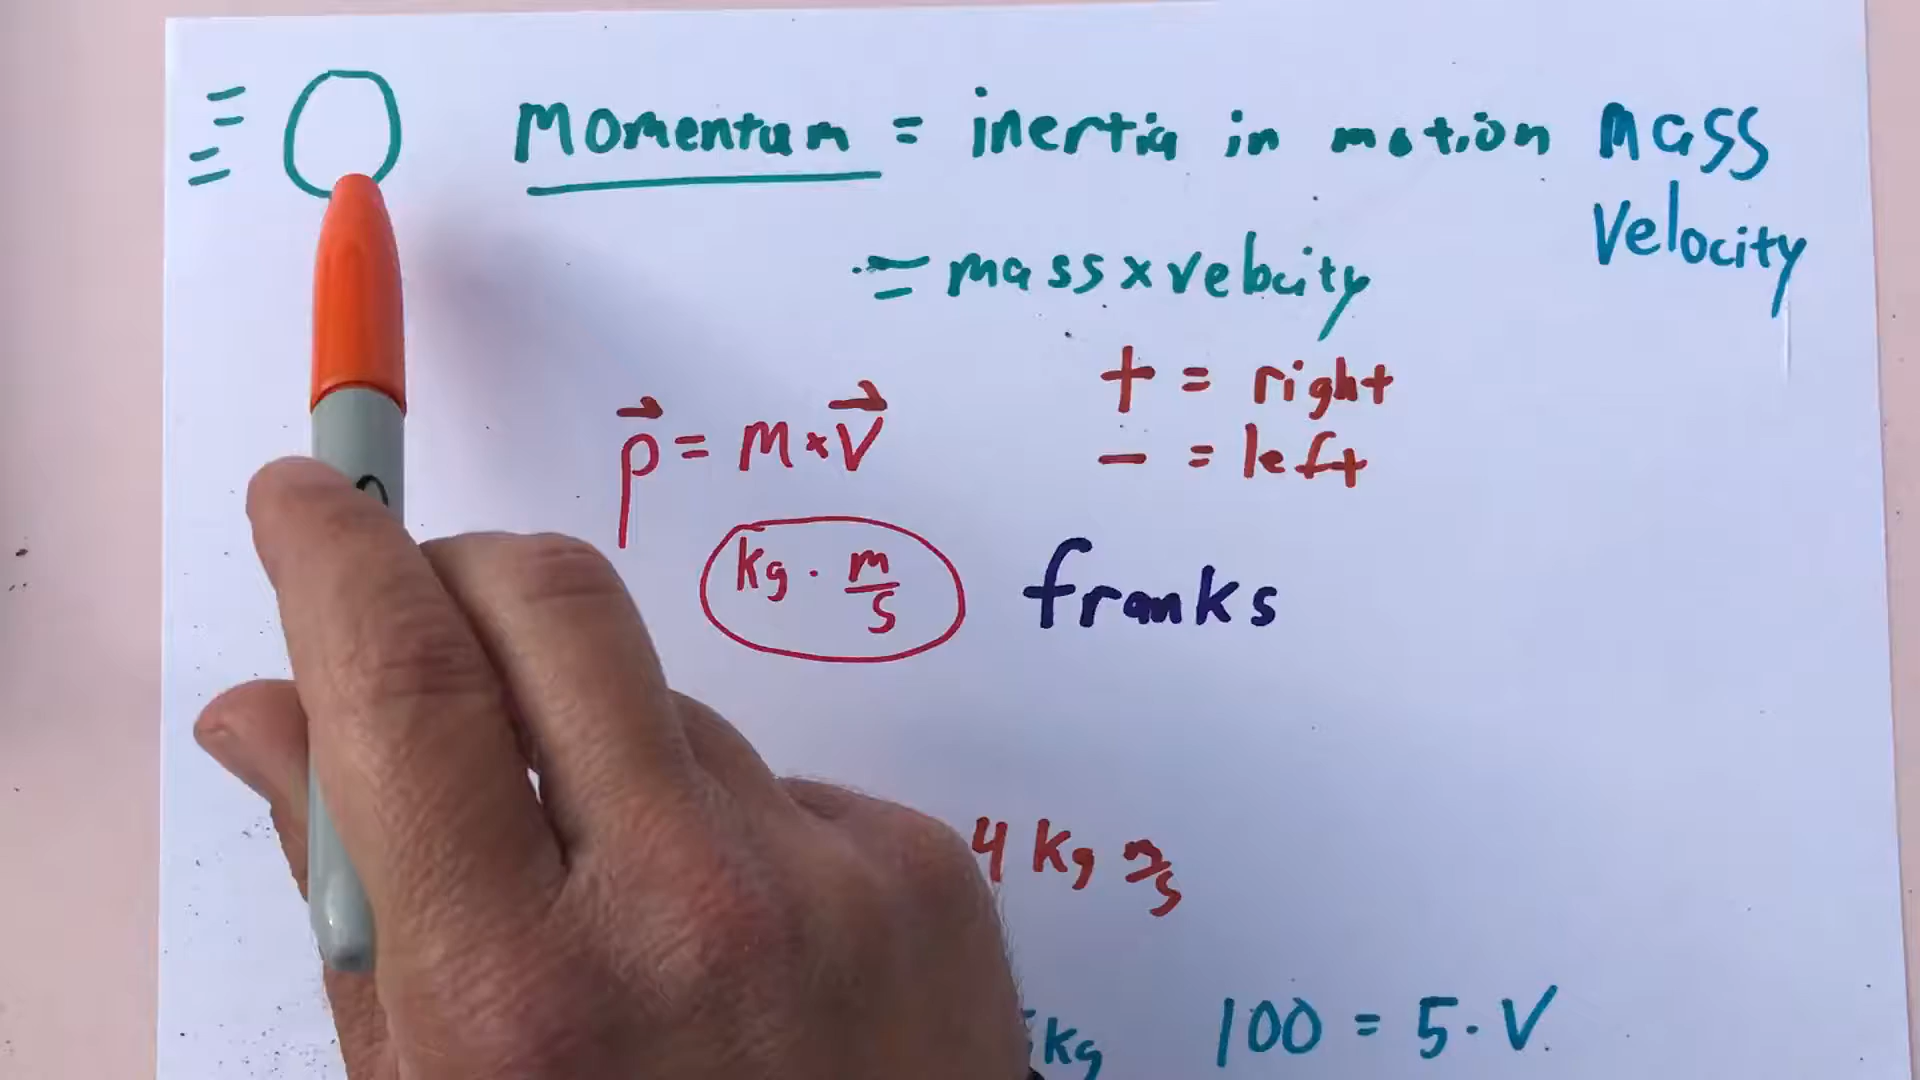 Momentum = inertia in motion mass
velocity
= mass x velocity
+ = right
- = left
p = m x v
kg · m/s franks
4 kg m/s
kg 100 = 5 · V